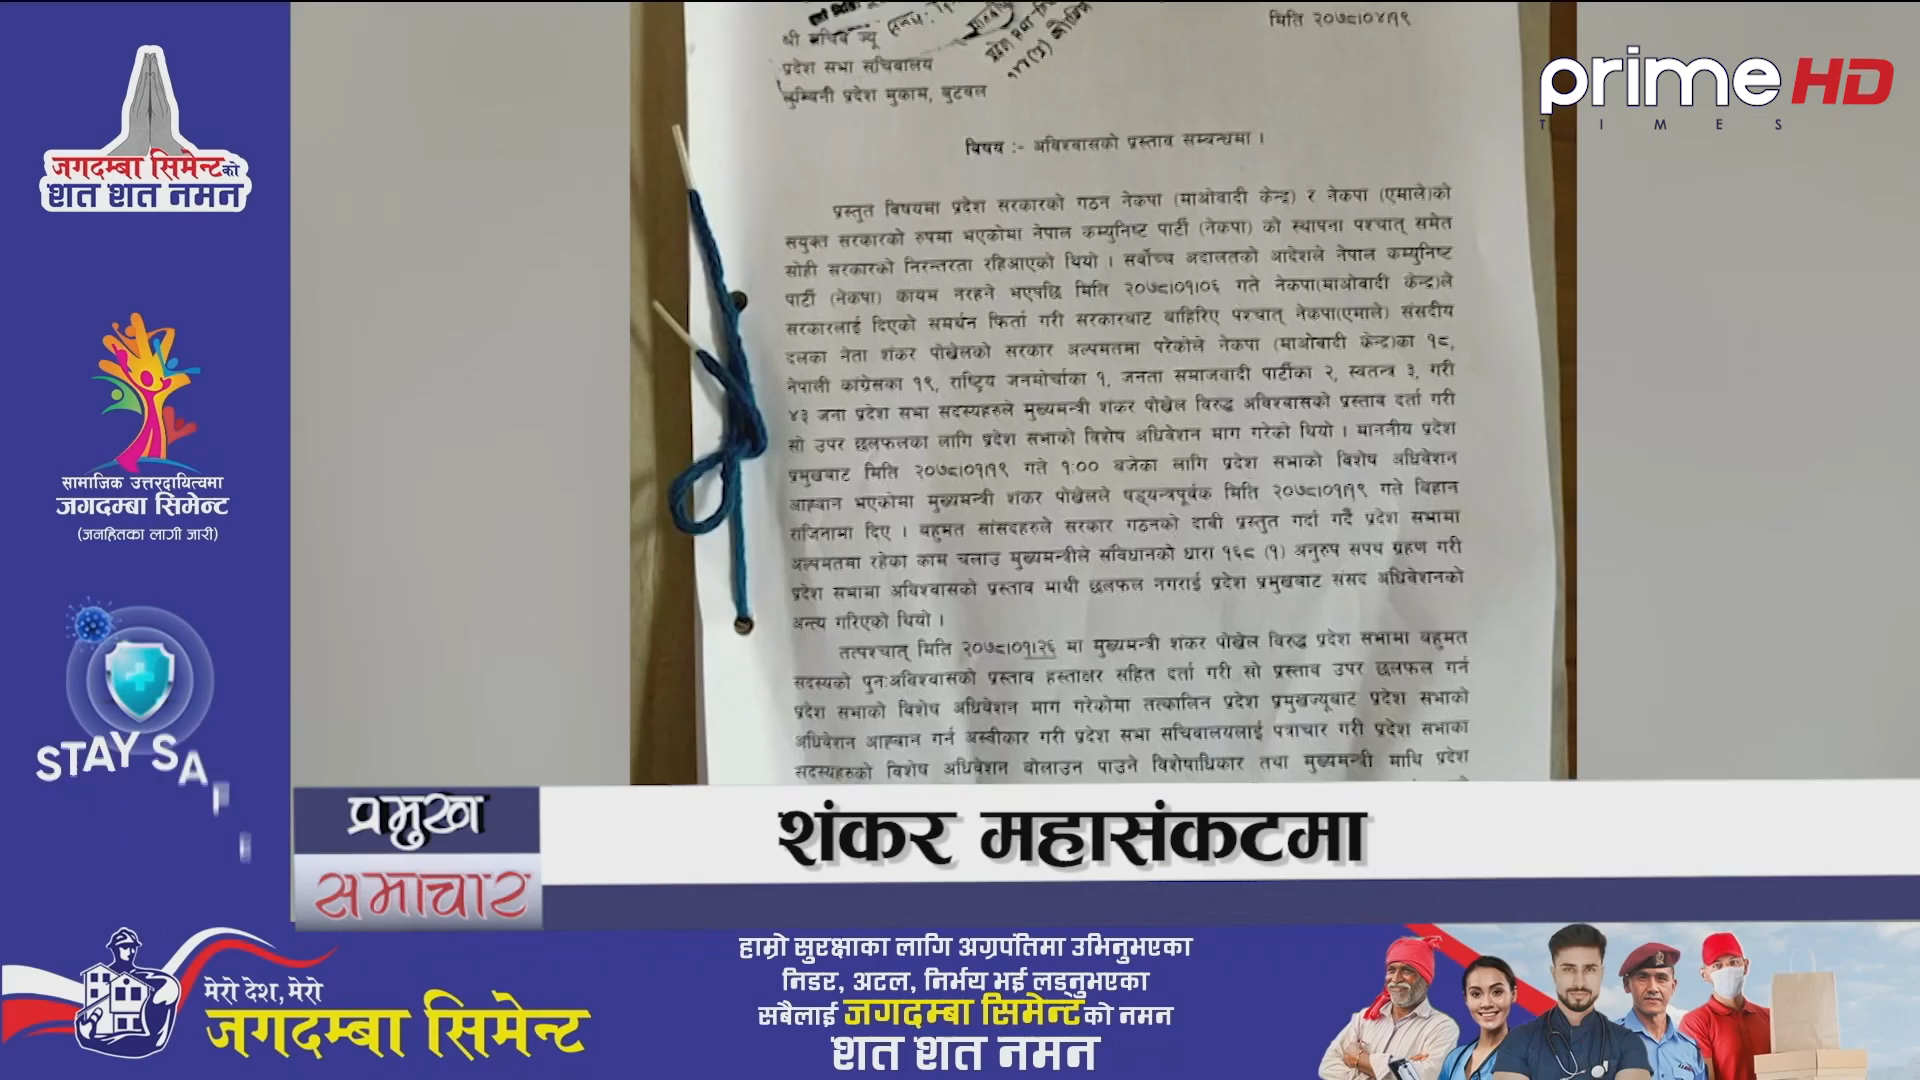 मिति २०७८।०४।१९
श्री सचिव ज्यू
प्रदेश सभा सचिवालय
लुम्बिनी प्रदेश मुकाम, बुटवल
विषय :- अविश्वासको प्रस्ताव सम्बन्धमा ।
प्रस्तुत विषयमा प्रदेश सरकारको गठन नेकपा (माओवादी केन्द्र) र नेकपा (एमाले)को
सयुक्त सरकारको रुपमा भएकोमा नेपाल कम्युनिष्ट पार्टी (नेकपा) को स्थापना पश्चात् समेत
सोही सरकारको निरन्तरता रहिआएको थियो । सर्वोच्च अदालतको आदेशले नेपाल कम्युनिष्ट
पार्टी (नेकपा) कायम नरहने भएपछि मिति २०७८।०१।०६ गते नेकपा(माओवादी केन्द्र)ले
सरकारलाई दिएको समर्थन फिर्ता गरी सरकारबाट बाहिरिए पश्चात् नेकपा(एमाले) संसदीय
दलका नेता शंकर पोखेलको सरकार अल्पमतमा परेकोले नेकपा (माओवादी केन्द्र)का १८,
नेपाली कांग्रेसका १९, राष्ट्रिय जनमोर्चाका १, जनता समाजवादी पार्टीका २, स्वतन्त्र ३, गरी
४३ जना प्रदेश सभा सदस्यहरुले मुख्यमन्त्री शंकर पोखेल विरुद्ध अविश्वासको प्रस्ताव दर्ता गरी
सो उपर छलफलका लागि प्रदेश सभाको विशेष अधिवेशन माग गरेको थियो । माननीय प्रदेश
प्रमुखबाट मिति २०७८।०१।१९ गते १:०० बजेका लागि प्रदेश सभाको विशेष अधिवेशन
आह्वान भएकोमा मुख्यमन्त्री शंकर पोखेलले षड्यन्त्रपूर्वक मिति २०७८।०१।१९ गते बिहान
राजिनामा दिए । बहुमत सांसदहरुले सरकार गठनको दाबी प्रस्तुत गर्दा गर्दै प्रदेश सभामा
अल्पमतमा रहेका काम चलाउ मुख्यमन्त्रीले संविधानको धारा १६८ (१) अनुरुप सपथ ग्रहण गरी
प्रदेश सभामा अविश्वासको प्रस्ताव माथी छलफल नगराई प्रदेश प्रमुखबाट संसद अधिवेशनको
अन्त्य गरिएको थियो ।
तत्पश्चात् मिति २०७८।०१।२६ मा मुख्यमन्त्री शंकर पोखेल विरुद्ध प्रदेश सभामा बहुमत
सदस्यको पुन:अविश्वासको प्रस्ताव हस्ताक्षर सहित दर्ता गरी सो प्रस्ताव उपर छलफल गर्न
प्रदेश सभाको विशेष अधिवेशन माग गरेकोमा तत्कालिन प्रदेश प्रमुखज्यूबाट प्रदेश सभाको
अधिवेशन आह्वान गर्न अस्वीकार गरी प्रदेश सभा सचिवालयलाई पत्राचार गरी प्रदेश सभाका
सदस्यहरुको विशेष अधिवेशन बोलाउन पाउने विशेषाधिकार तथा मुख्यमन्त्री माथि प्रदेश
prime HD
TIMES
जगदम्बा सिमेन्टको
शत शत नमन
सामाजिक उत्तरदायित्वमा
जगदम्बा सिमेन्ट
(जनहितका लागी जारी)
STAY SA
प्रमुख
समाचार
शंकर महासंकटमा
मेरो देश, मेरो
जगदम्बा सिमेन्ट
हाम्रो सुरक्षाका लागि अग्रपंतिमा उभिनुभएका
निडर, अटल, निर्भय भई लड्नुभएका
सबैलाई जगदम्बा सिमेन्टको नमन
शत शत नमन